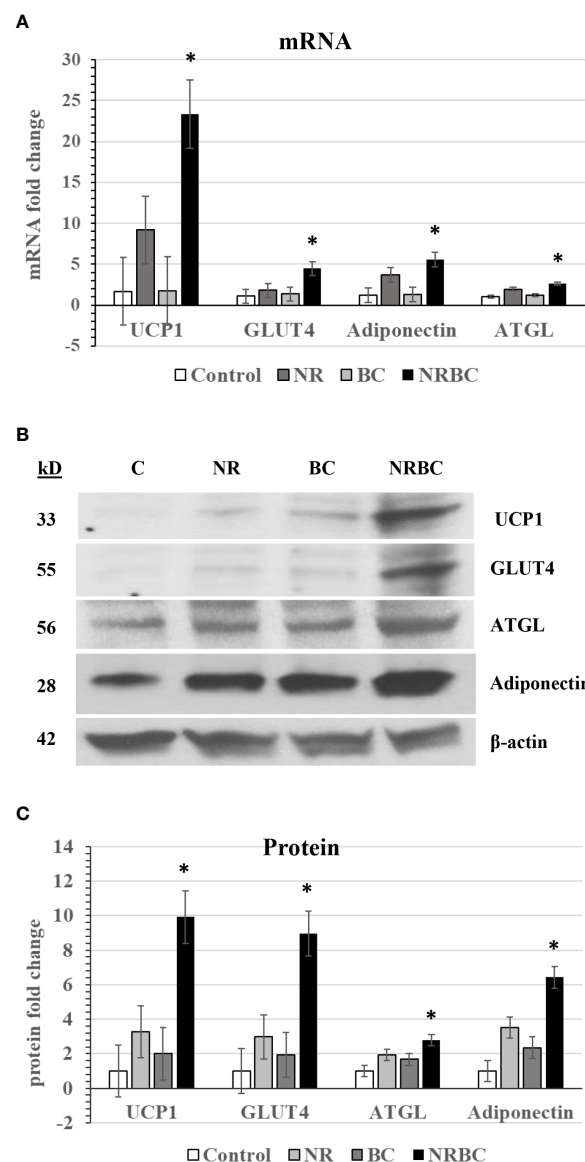 A
mRNA
mRNA fold change
30
25
20
15
10
5
0
-5
* * * *
UCP1 GLUT4 Adiponectin ATGL
Control NR BC NRBC
B
kD C NR BC NRBC
33 UCP1
55 GLUT4
56 ATGL
28 Adiponectin
42 β-actin
C
Protein
protein fold change
14
12
10
8
6
4
2
0
-2
* * * *
UCP1 GLUT4 ATGL Adiponectin
Control NR BC NRBC